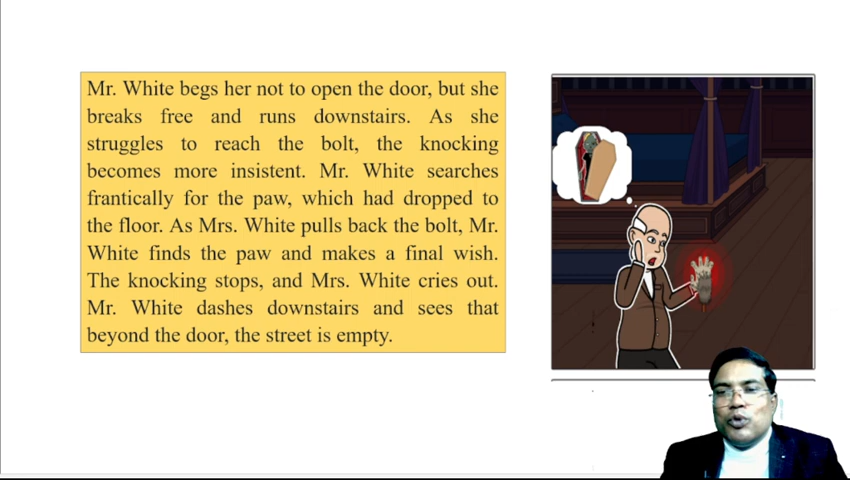 Mr. White begs her not to open the door, but she
breaks free and runs downstairs. As she
struggles to reach the bolt, the knocking
becomes more insistent. Mr. White searches
frantically for the paw, which had dropped to
the floor. As Mrs. White pulls back the bolt, Mr.
White finds the paw and makes a final wish.
The knocking stops, and Mrs. White cries out.
Mr. White dashes downstairs and sees that
beyond the door, the street is empty.